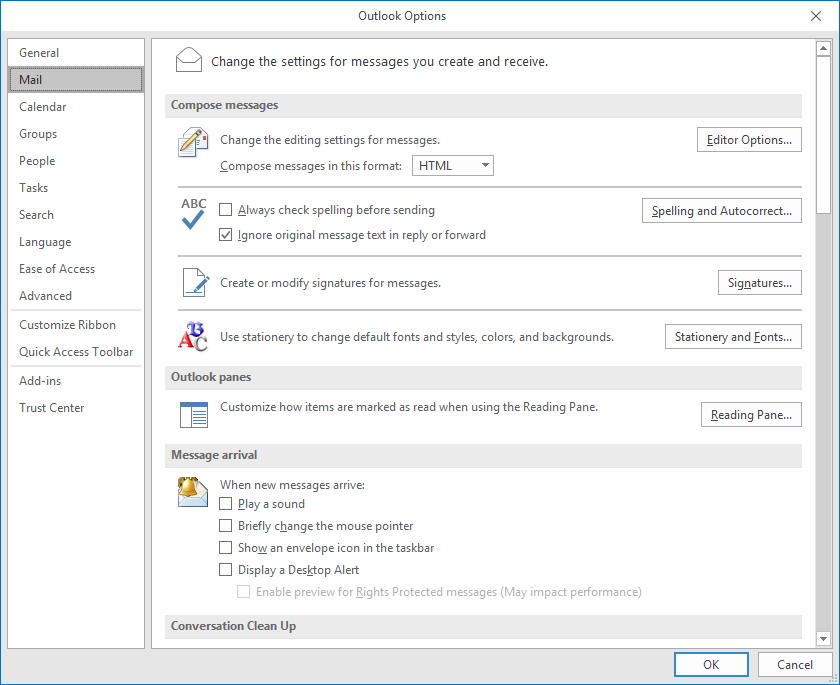 Outlook Options
General
Mail
Calendar
Groups
People
Tasks
Search
Language
Ease of Access
Advanced
Customize Ribbon
Quick Access Toolbar
Add-ins
Trust Center
Change the settings for messages you create and receive.
Compose messages
Change the editing settings for messages.
Editor Options...
Compose messages in this format: HTML
ABC
Always check spelling before sending
Spelling and Autocorrect...
Ignore original message text in reply or forward
Create or modify signatures for messages.
Signatures...
ABC
Use stationery to change default fonts and styles, colors, and backgrounds.
Stationery and Fonts...
Outlook panes
Customize how items are marked as read when using the Reading Pane.
Reading Pane...
Message arrival
When new messages arrive:
Play a sound
Briefly change the mouse pointer
Show an envelope icon in the taskbar
Display a Desktop Alert
Enable preview for Rights Protected messages (May impact performance)
Conversation Clean Up
OK
Cancel